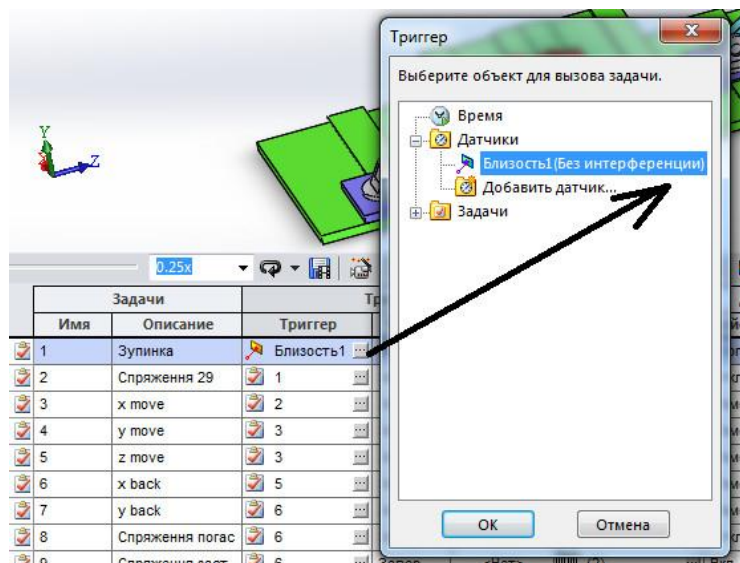 Триггер
Выберите объект для вызова задачи.
Время
Датчики
Близость1(Без интерференции)
Добавить датчик...
Задачи
ОК
Отмена
Y
Z
0.25x
Задачи
Имя Описание Триггер
1 Зупинка Близость1 ...
2 Спряження 29 1 ...
3 x move 2 ...
4 y move 3 ...
5 z move 3 ...
6 x back 5 ...
7 y back 6 ...
8 Спряження погас 6 ...